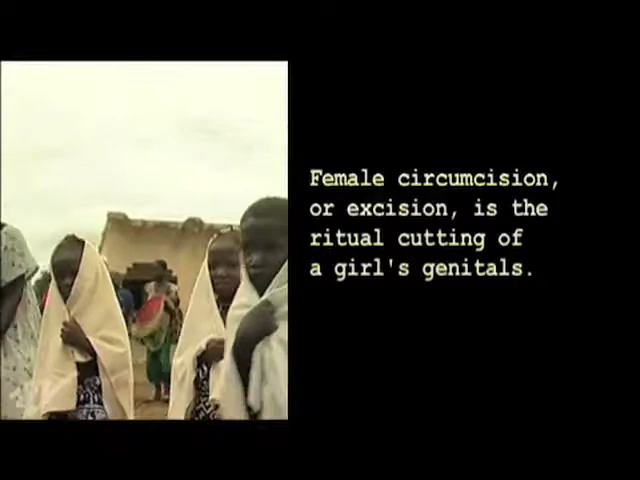 Female circumcision,
or excision, is the
ritual cutting of
a girl's genitals.